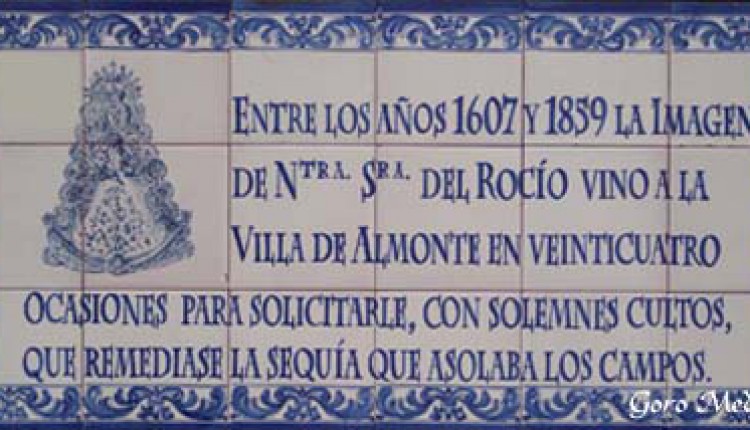 ENTRE LOS AÑOS 1607 Y 1859 LA IMAGEN
DE NTRA. SRA. DEL ROCÍO VINO A LA
VILLA DE ALMONTE EN VEINTICUATRO
OCASIONES PARA SOLICITARLE, CON SOLEMNES CULTOS,
QUE REMEDIASE LA SEQUÍA QUE ASOLABA LOS CAMPOS.
Goro